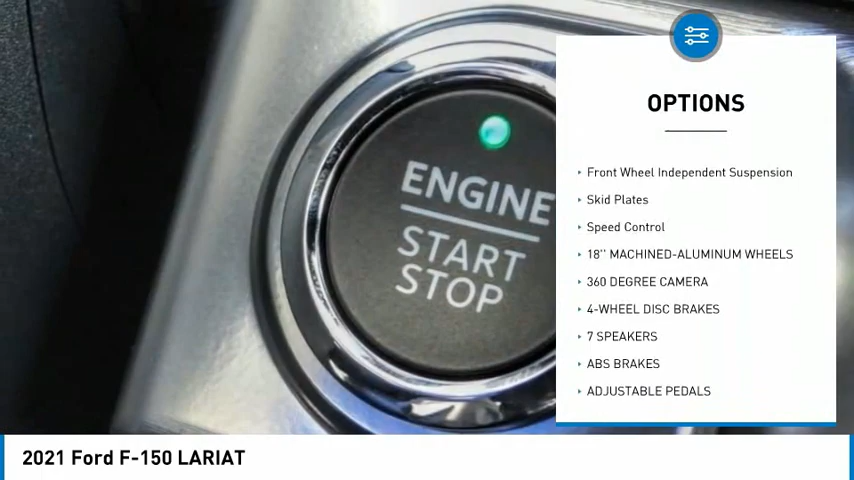 ENGINE
START
STOP
OPTIONS
Front Wheel Independent Suspension
Skid Plates
Speed Control
18'' MACHINED-ALUMINUM WHEELS
360 DEGREE CAMERA
4-WHEEL DISC BRAKES
7 SPEAKERS
ABS BRAKES
ADJUSTABLE PEDALS
2021 Ford F-150 LARIAT